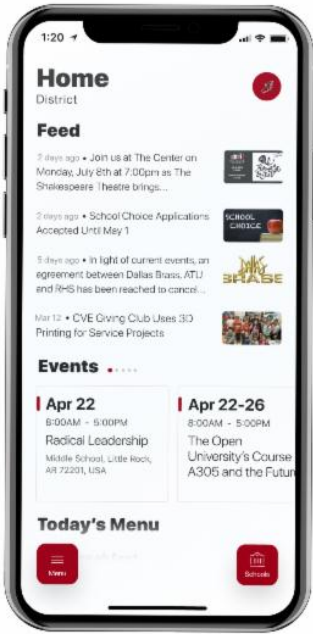 1:20
Home
District
Feed
2 days ago • Join us at The Center on
Monday, July 8th at 7:00pm as The
Shakespeare Theatre brings...
2 days ago • School Choice Applications
Accepted Until May 1
SCHOOL
CHOICE
5 days ago • In light of current events, an
agreement between Dallas Brass, ATU
and RHS has been reached to cancel...
BRASS
Mar 12 • CVE Giving Club Uses 3D
Printing for Service Projects
Events
Apr 22
8:00AM - 5:00PM
Radical Leadership
Middle School, Little Rock,
AR 72201, USA
Apr 22-26
8:00AM - 5:00PM
The Open
University's Course
A305 and the Futur
Today's Menu
Menu
Schools